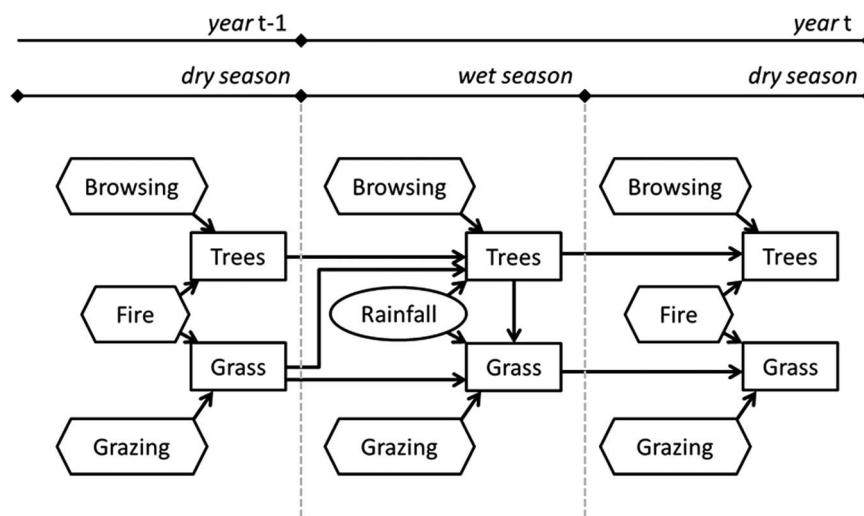 year t-1
year t
dry season
wet season
dry season
Browsing
Browsing
Browsing
Trees
Trees
Trees
Fire
Rainfall
Fire
Grass
Grass
Grass
Grazing
Grazing
Grazing